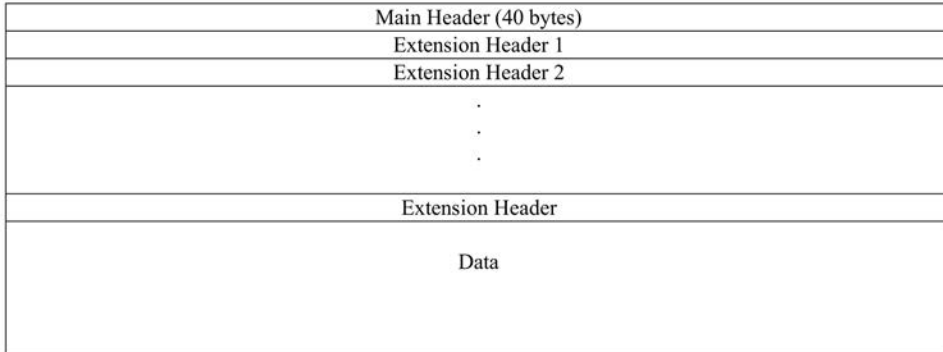 Main Header (40 bytes)
Extension Header 1
Extension Header 2
.
.
.
Extension Header
Data